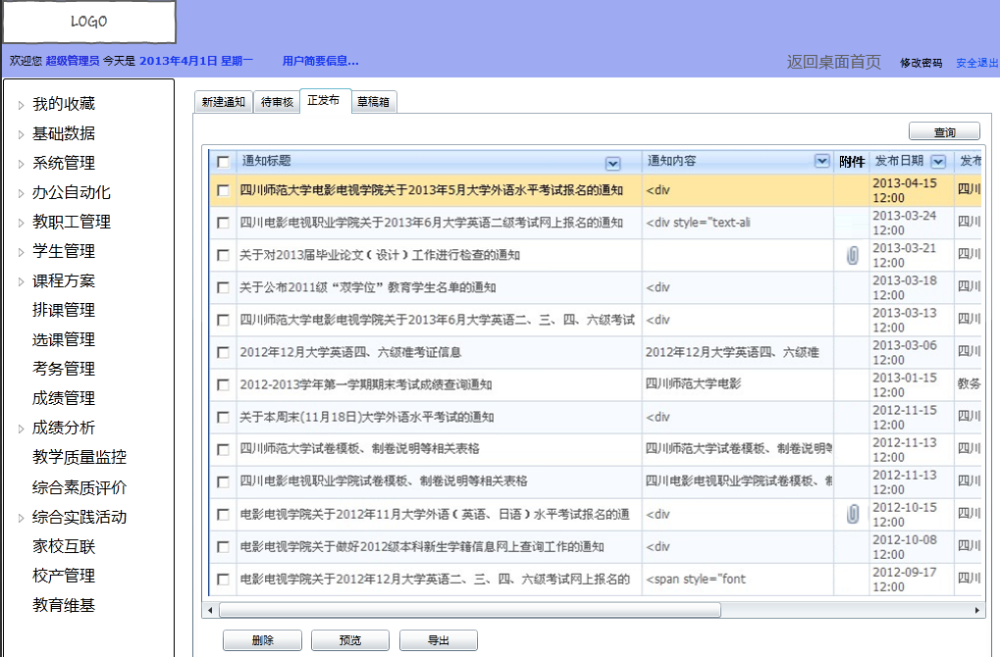 LOGO
欢迎您 超级管理员 今天是 2013年4月1日 星期一 用户简要信息... 返回桌面首页 修改密码 安全退出
我的收藏
基础数据
系统管理
办公自动化
教职工管理
学生管理
课程方案
排课管理
选课管理
考务管理
成绩管理
成绩分析
教学质量监控
综合素质评价
综合实践活动
家校互联
校产管理
教育维基
新建通知 待审核 正发布 草稿箱
查询
通知标题 通知内容 附件 发布日期 发布
四川师范大学电影电视学院关于2013年5月大学外语水平考试报名的通知 <div 2013-04-15 12:00 四川
四川电影电视职业学院关于2013年6月大学英语二级考试网上报名的通知 <div style="text-ali 2013-03-24 12:00 四川
关于对2013届毕业论文（设计）工作进行检查的通知 2013-03-21 12:00 四川
关于公布2011级“双学位”教育学生名单的通知 <div 2013-03-18 12:00 四川
四川师范大学电影电视学院关于2013年6月大学英语二、三、四、六级考试 <div 2013-03-13 12:00 四川
2012年12月大学英语四、六级准考证信息 2012年12月大学英语四、六级准 2013-03-06 12:00 四川
2012-2013学年第一学期期末考试成绩查询通知 四川师范大学电影 2013-01-15 12:00 教务
关于本周末(11月18日)大学外语水平考试的通知 <div 2012-11-15 12:00 四川
四川师范大学试卷模板、制卷说明等相关表格 四川师范大学试卷模板、制卷说明等 2012-11-13 12:00 四川
四川电影电视职业学院试卷模板、制卷说明等相关表格 四川电影电视职业学院试卷模板、 2012-11-13 12:00 四川
电影电视学院关于2012年11月大学外语（英语、日语）水平考试报名的通 <div 2012-10-15 12:00 四川
电影电视学院关于做好2012级本科新生学籍信息网上查询工作的通知 <div 2012-10-08 12:00 四川
电影电视学院关于2012年12月大学英语二、三、四、六级考试网上报名的 <span style="font 2012-09-17 12:00 四川
删除 预览 导出